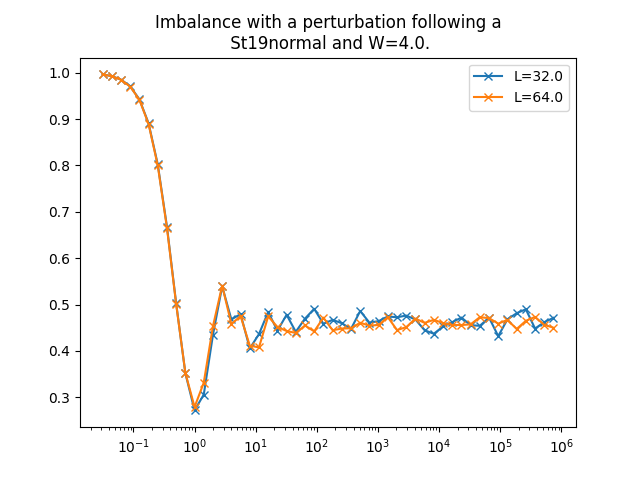 Imbalance with a perturbation following a
St19normal and W=4.0.
L=32.0
L=64.0
1.0
0.9
0.8
0.7
0.6
0.5
0.4
0.3
10⁻¹ 10⁰ 10¹ 10² 10³ 10⁴ 10⁵ 10⁶